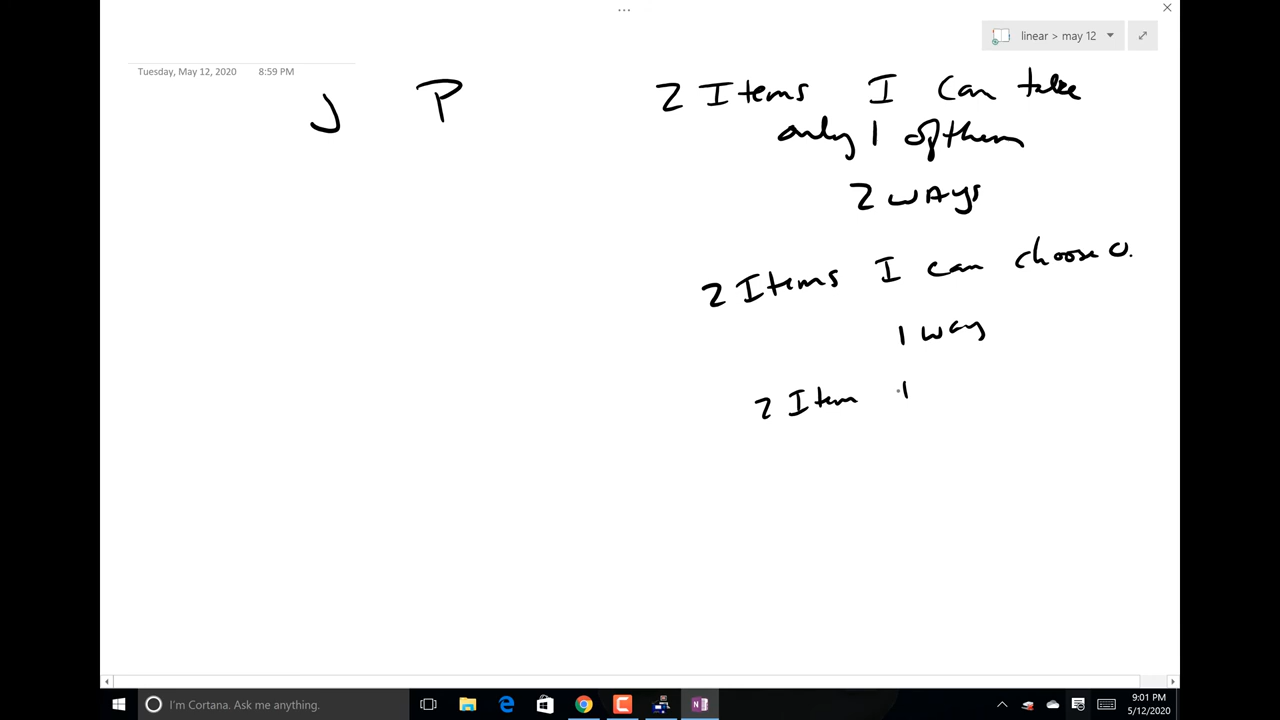 linear > may 12
Tuesday, May 12, 2020 8:59 PM
J P
2 Items I can take
only 1 of them
2 WAYS
2 Items I can choose 0.
1 way
2 Item 1
I'm Cortana. Ask me anything.
9:01 PM
5/12/2020